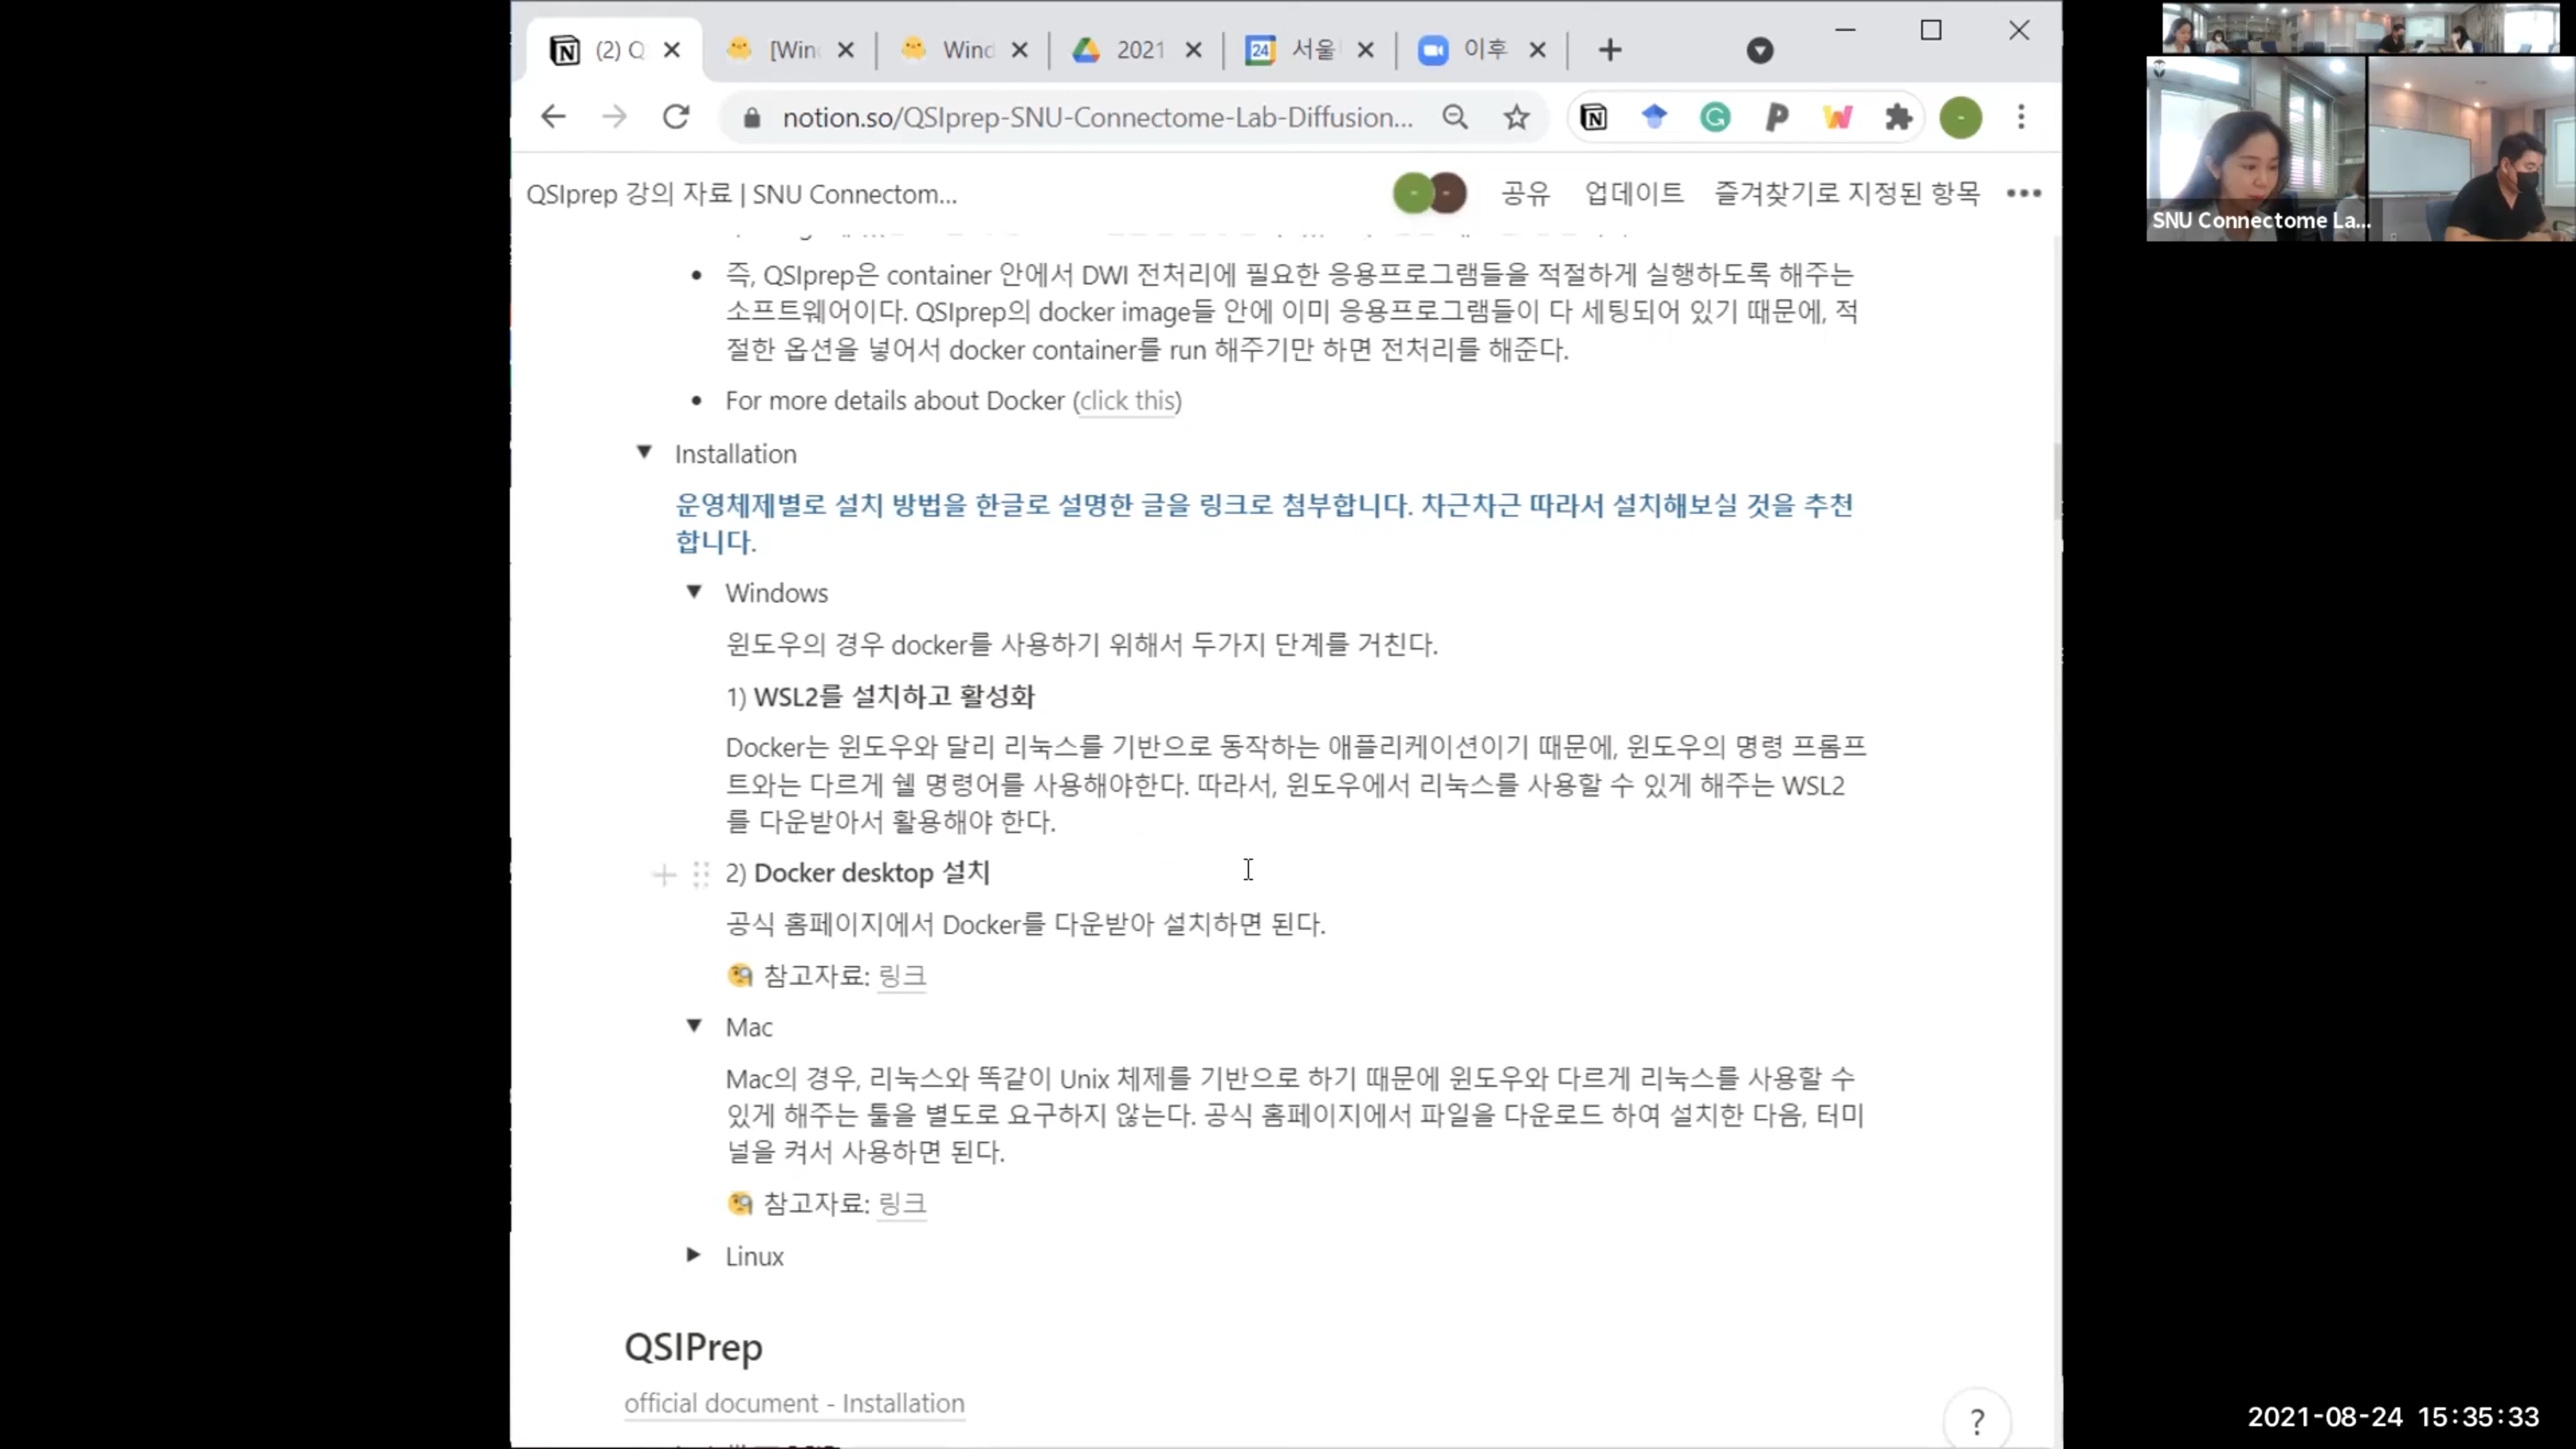 (2) Q
[Win
Wind
2021
24
서울
이후
notion.so/QSIprep-SNU-Connectome-Lab-Diffusion...
QSIprep 강의 자료 | SNU Connectom...
공유 업데이트 즐겨찾기로 지정된 항목
SNU Connectome La...
• 즉, QSIprep은 container 안에서 DWI 전처리에 필요한 응용프로그램들을 적절하게 실행하도록 해주는
소프트웨어이다. QSIprep의 docker image들 안에 이미 응용프로그램들이 다 세팅되어 있기 때문에, 적
절한 옵션을 넣어서 docker container를 run 해주기만 하면 전처리를 해준다.
• For more details about Docker (click this)
Installation
운영체제별로 설치 방법을 한글로 설명한 글을 링크로 첨부합니다. 차근차근 따라서 설치해보실 것을 추천
합니다.
Windows
윈도우의 경우 docker를 사용하기 위해서 두가지 단계를 거친다.
1) WSL2를 설치하고 활성화
Docker는 윈도우와 달리 리눅스를 기반으로 동작하는 애플리케이션이기 때문에, 윈도우의 명령 프롬프
트와는 다르게 쉘 명령어를 사용해야한다. 따라서, 윈도우에서 리눅스를 사용할 수 있게 해주는 WSL2
를 다운받아서 활용해야 한다.
2) Docker desktop 설치
공식 홈페이지에서 Docker를 다운받아 설치하면 된다.
참고자료: 링크
Mac
Mac의 경우, 리눅스와 똑같이 Unix 체제를 기반으로 하기 때문에 윈도우와 다르게 리눅스를 사용할 수
있게 해주는 툴을 별도로 요구하지 않는다. 공식 홈페이지에서 파일을 다운로드 하여 설치한 다음, 터미
널을 켜서 사용하면 된다.
참고자료: 링크
Linux
QSIPrep
official document - Installation
?
2021-08-24 15:35:33